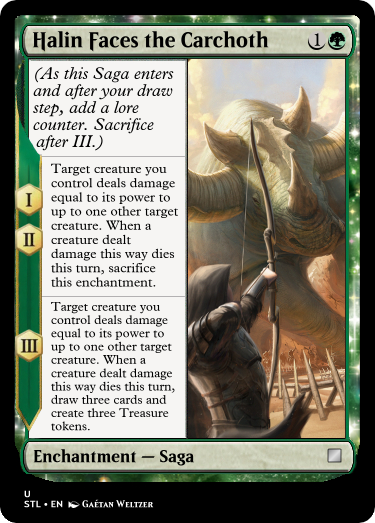 Halin Faces the Carchoth 1
(As this Saga enters
and after your draw
step, add a lore
counter. Sacrifice
after III.)
I
II
Target creature you
control deals damage
equal to its power to
up to one other target
creature. When a
creature dealt
damage this way dies
this turn, sacrifice
this enchantment.
III
Target creature you
control deals damage
equal to its power to
up to one other target
creature. When a
creature dealt damage
this way dies this turn,
draw three cards and
create three Treasure
tokens.
Enchantment — Saga
U
STL • EN Gaétan Weltzer